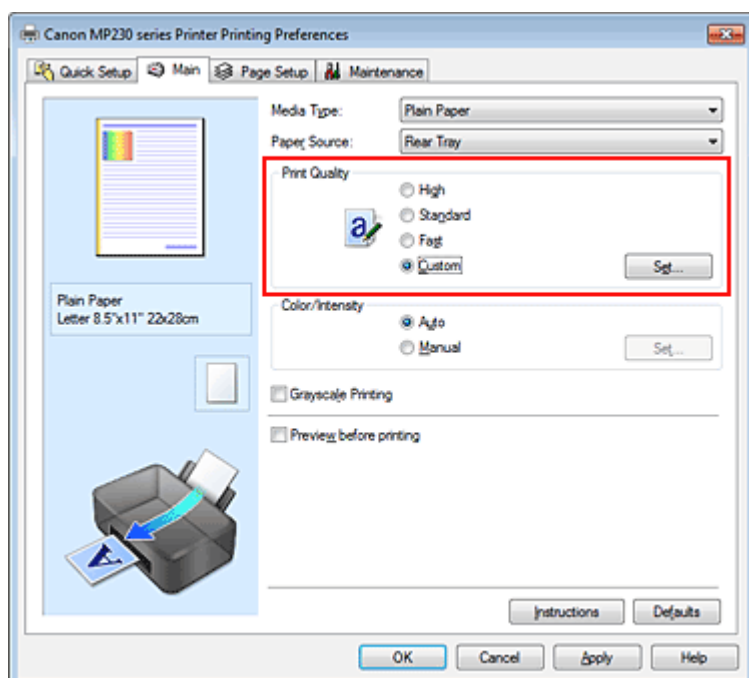 Canon MP230 series Printer Printing Preferences
Quick Setup Main Page Setup Maintenance
Media Type: Plain Paper
Paper Source: Rear Tray
Print Quality
High
Standard
Fast
Custom Set...
Plain Paper
Letter 8.5"x11" 22x28cm
Color/Intensity
Auto
Manual Set...
Grayscale Printing
Preview before printing
Instructions Defaults
OK Cancel Apply Help